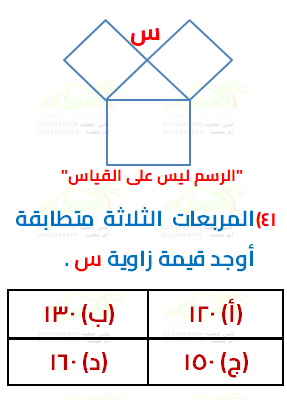 س
"الرسم ليس على القياس"
٤١) المربعات الثلاثة متطابقة
أوجد قيمة زاوية س .
(أ) ١٢٠ (ب) ١٣٠
(ج) ١٥٠ (د) ١٦٠